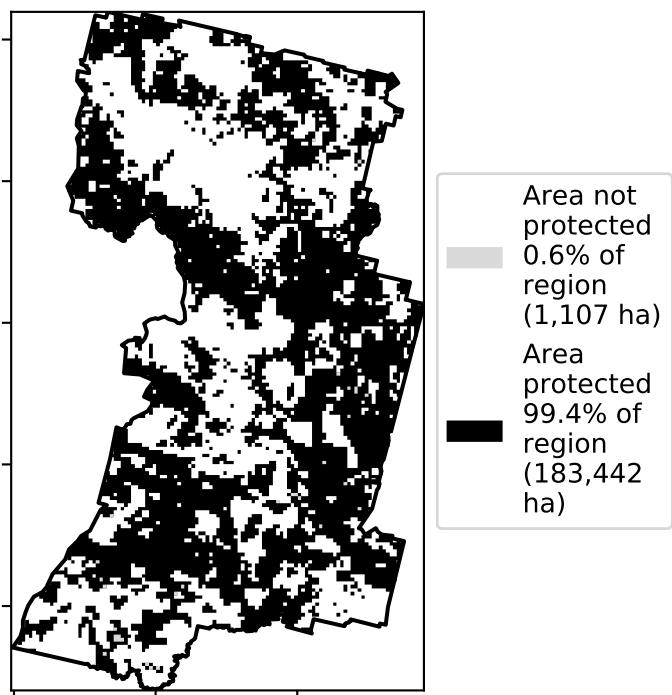 Area not
protected
0.6% of
region
(1,107 ha)
Area
protected
99.4% of
region
(183,442
ha)